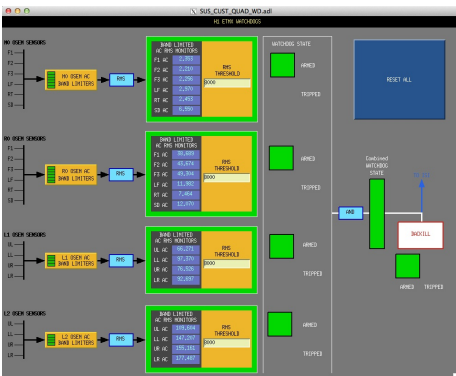 SUS_CUST_QUAD_WD.adl
H1 ETMX WATCHDOGS
M0 OSEM SENSORS
F1
F2
F3
LF
RT
SD
M0 OSEM AC
BAND LIMITERS
RMS
BAND LIMITED
AC RMS MONITORS
F1 AC
F2 AC
F3 AC
LF AC
RT AC
SD AC
RMS
THRESHOLD
8000
WATCHDOG STATE
ARMED
TRIPPED
RESET ALL
R0 OSEM SENSORS
F1
F2
F3
LF
RT
SD
R0 OSEM AC
BAND LIMITERS
RMS
BAND LIMITED
AC RMS MONITORS
F1 AC
F2 AC
F3 AC
LF AC
RT AC
SD AC
RMS
THRESHOLD
8000
ARMED
TRIPPED
Combined
WATCHDOG
STATE
AND
DACKILL
ARMED TRIPPED
L1 OSEM SENSORS
UL
LL
UR
LR
L1 OSEM AC
BAND LIMITERS
RMS
BAND LIMITED
AC RMS MONITORS
UL AC
LL AC
UR AC
LR AC
RMS
THRESHOLD
8000
ARMED
TRIPPED
L2 OSEM SENSORS
UL
LL
UR
LR
L2 OSEM AC
BAND LIMITERS
RMS
BAND LIMITED
AC RMS MONITORS
UL AC
LL AC
UR AC
LR AC
RMS
THRESHOLD
8000
ARMED
TRIPPED